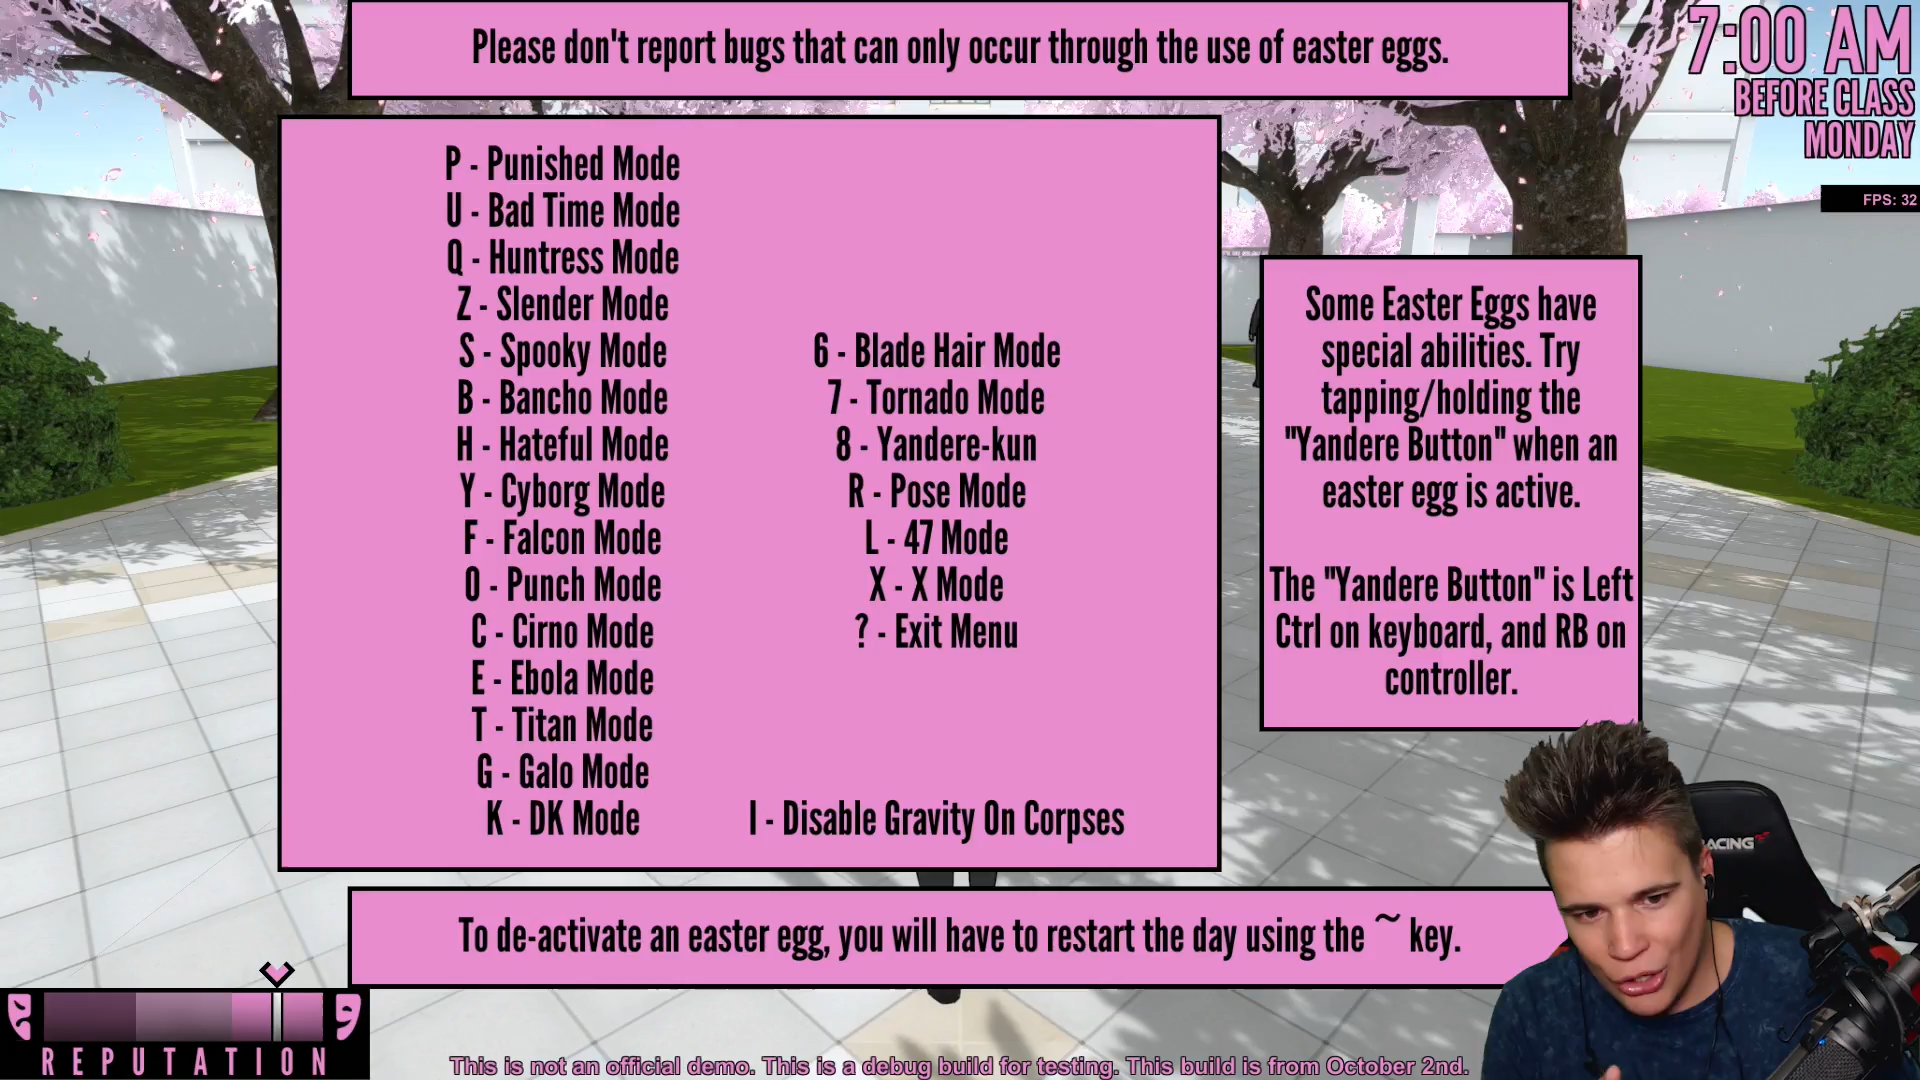 Please don't report bugs that can only occur through the use of easter eggs.
7:00 AM
BEFORE CLASS
MONDAY
FPS: 32
P - Punished Mode
U - Bad Time Mode
Q - Huntress Mode
Z - Slender Mode
S - Spooky Mode
B - Bancho Mode
H - Hateful Mode
Y - Cyborg Mode
F - Falcon Mode
O - Punch Mode
C - Cirno Mode
E - Ebola Mode
T - Titan Mode
G - Galo Mode
K - DK Mode
6 - Blade Hair Mode
7 - Tornado Mode
8 - Yandere-kun
R - Pose Mode
L - 47 Mode
X - X Mode
? - Exit Menu
I - Disable Gravity On Corpses
Some Easter Eggs have
special abilities. Try
tapping/holding the
"Yandere Button" when an
easter egg is active.
The "Yandere Button" is Left
Ctrl on keyboard, and RB on
controller.
To de-activate an easter egg, you will have to restart the day using the ~ key.
REPUTATION
This is not an official demo. This is a debug build for testing. This build is from October 2nd.